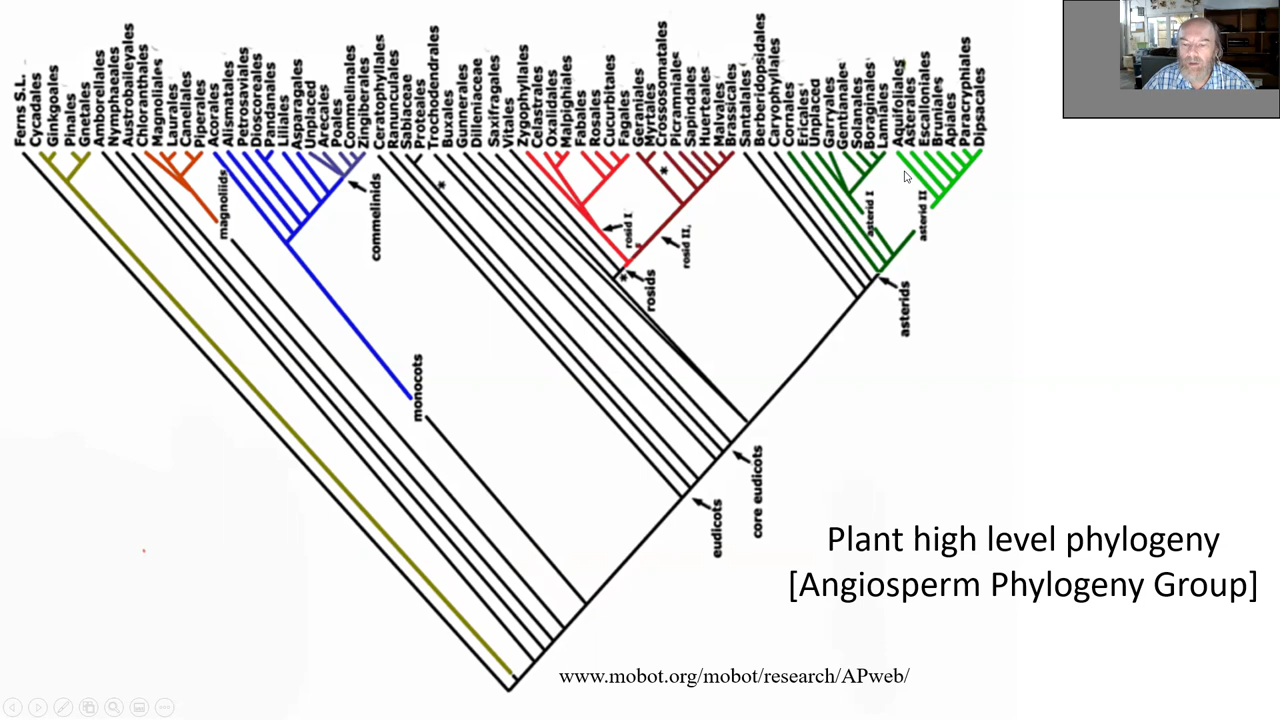 Ferns S.L.
Cycadales
Ginkgoales
Pinales
Gnetales
Amborellales
Nymphaeales
Austrobaileyales
Chloranthales
Magnoliales
Laurales
Canellales
Piperales
Acorales
Alismatales
Petrosaviales
Dioscoreales
Pandanales
Liliales
Asparagales
Unplaced
Arecales
Poales
Commelinales
Zingiberales
Ceratophyllales
Ranunculales
Sabiaceae
Proteales
Trochodendrales
Buxales
Gunnerales
Dilleniaceae
Saxifragales
Vitales
Zygophyllales
Celastrales
Oxalidales
Malpighiales
Fabales
Rosales
Cucurbitales
Fagales
Geraniales
Myrtales
Crossosomatales
Picramniales
Sapindales
Huerteales
Malvales
Brassicales
Santalales
Berberidopsidales
Caryophyllales
Cornales
Ericales
Unplaced
Garryales
Gentianales
Solanales
Boraginales
Lamiales
Aquifoliales
Asterales
Escalloniales
Bruniales
Apiales
Paracryphiales
Dipsacales
magnoliids
commelinids
rosid I
rosid II,
rosids
asterid I
asterid II
asterids
monocots
core eudicots
eudicots
Plant high level phylogeny
[Angiosperm Phylogeny Group]
www.mobot.org/mobot/research/APweb/